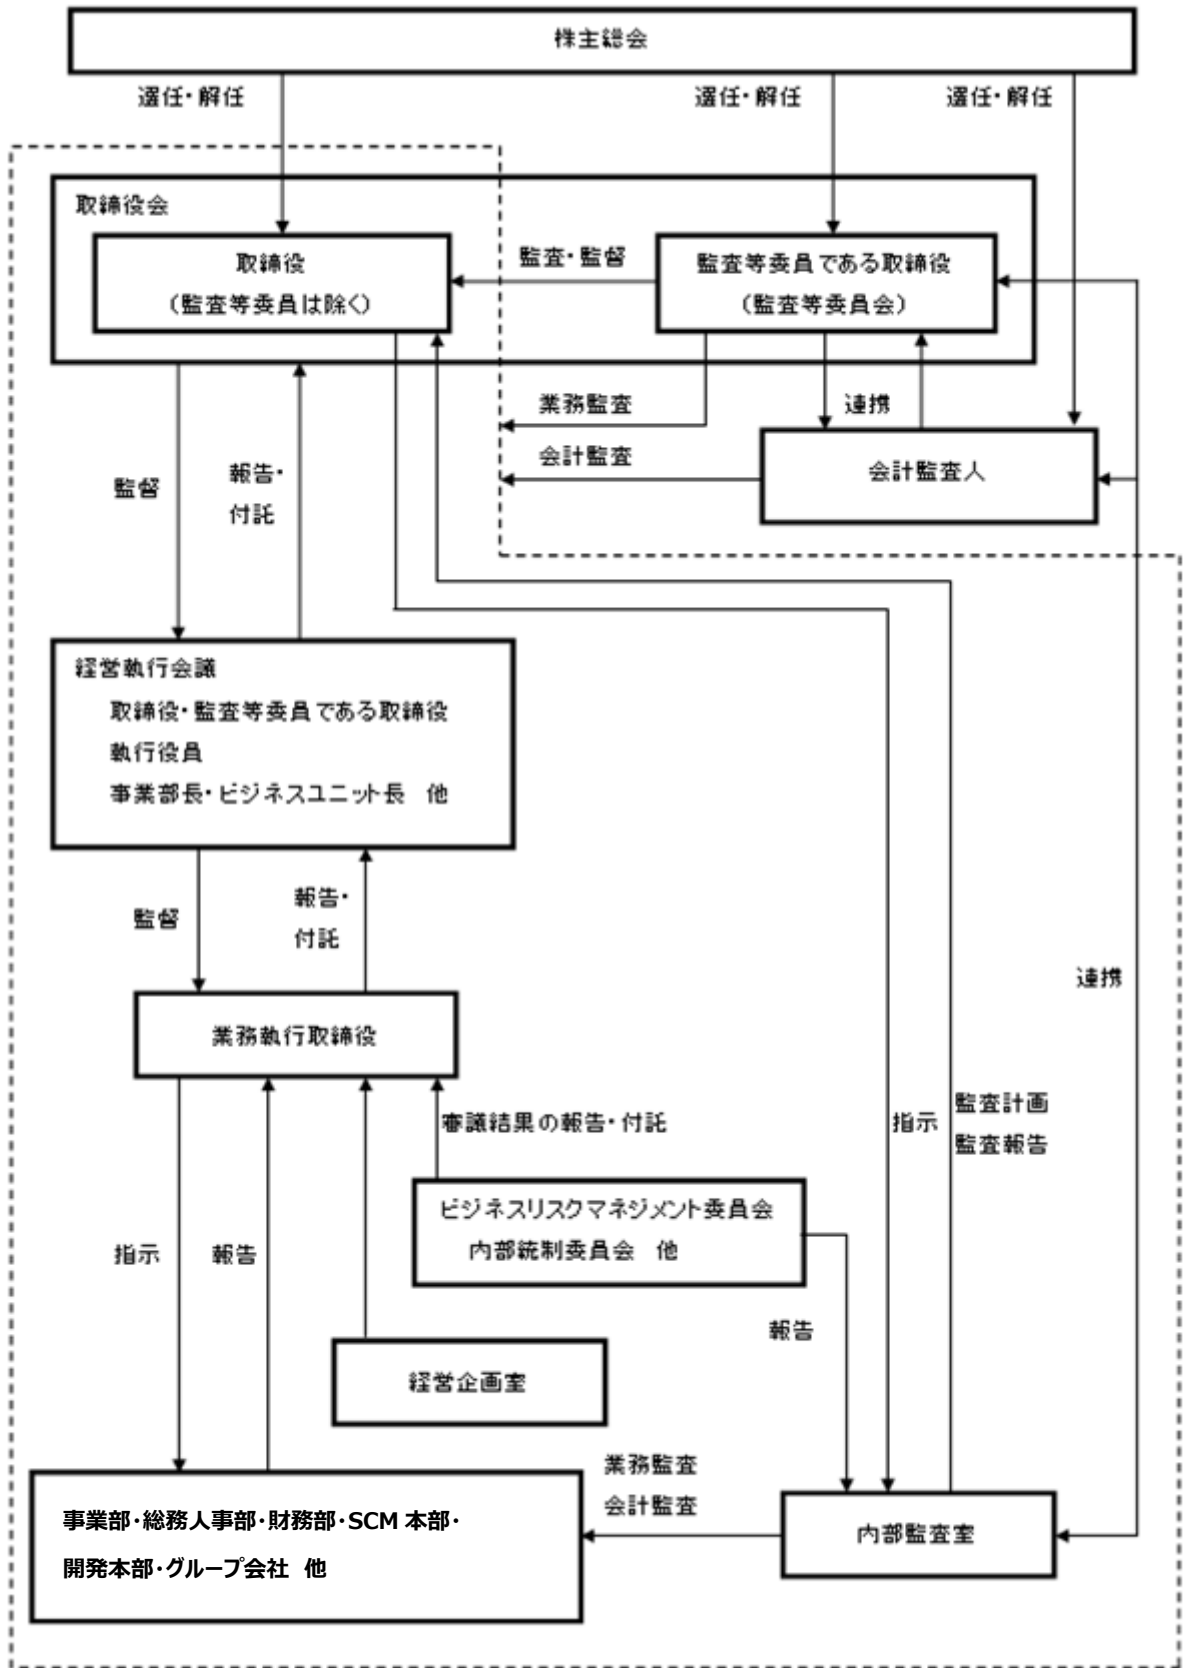 株主総会
選任・解任
選任・解任
選任・解任
取締役会
取締役
（監査等委員は除く）
監査・監督
監査等委員である取締役
（監査等委員会）
業務監査
連携
会計監査
会計監査人
監督
報告・
付託
経営執行会議
取締役・監査等委員である取締役
執行役員
事業部長・ビジネスユニット長　他
監督
報告・
付託
連携
業務執行取締役
審議結果の報告・付託
指示
監査計画
監査報告
ビジネスリスクマネジメント委員会
内部統制委員会　他
指示
報告
報告
経営企画室
業務監査
会計監査
事業部・総務人事部・財務部・SCM 本部・
開発本部・グループ会社　他
内部監査室